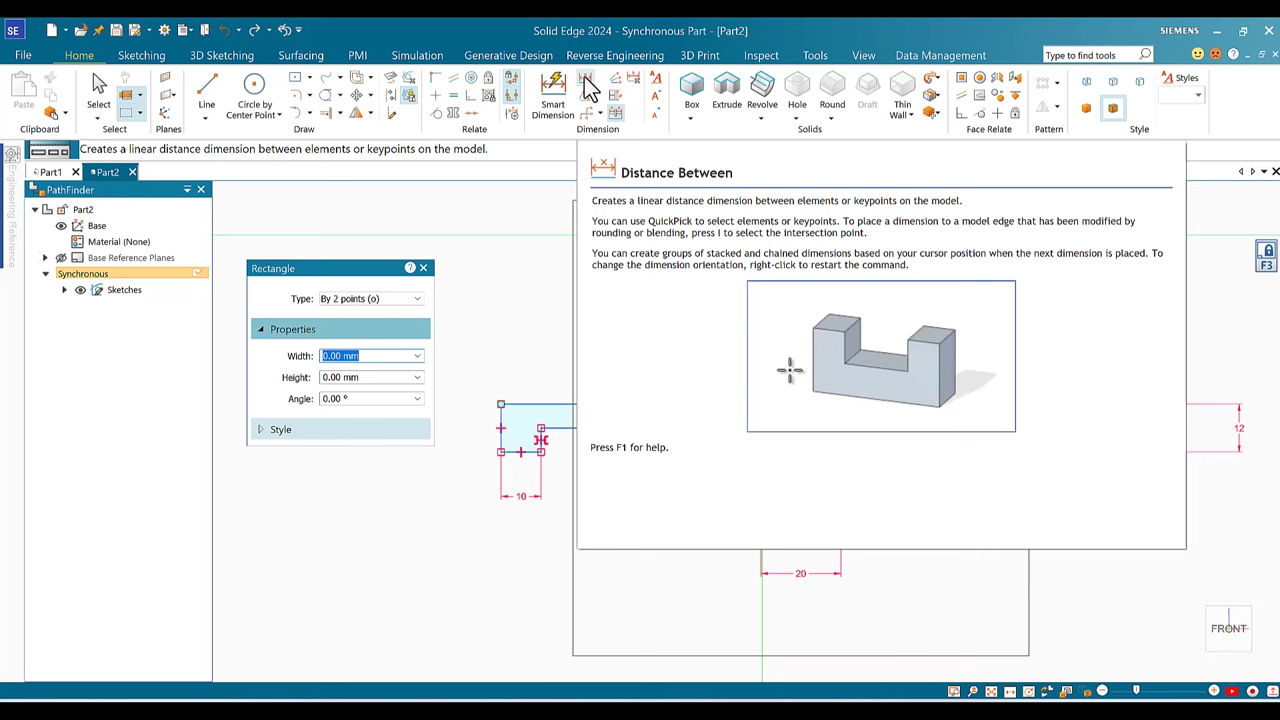 SE
Solid Edge 2024 - Synchronous Part - [Part2]
SIEMENS
File
Home
Sketching
3D Sketching
Surfacing
PMI
Simulation
Generative Design
Reverse Engineering
3D Print
Inspect
Tools
View
Data Management
Type to find tools
Paste
Select
Line
Circle by
Center Point
Smart
Dimension
Box
Extrude
Revolve
Hole
Round
Draft
Thin
Wall
Styles
Clipboard
Select
Planes
Draw
Relate
Dimension
Solids
Face Relate
Pattern
Style
Creates a linear distance dimension between elements or keypoints on the model.
Part1
Part2
PathFinder
Part2
Base
Material (None)
Base Reference Planes
Synchronous
Sketches
Engineering Reference
Rectangle
Type: By 2 points (o)
Properties
Width: 0.00 mm
Height: 0.00 mm
Angle: 0.00 °
Style
Distance Between
Creates a linear distance dimension between elements or keypoints on the model.
You can use QuickPick to select elements or keypoints. To place a dimension to a model edge that has been modified by
rounding or blending, press I to select the intersection point.
You can create groups of stacked and chained dimensions based on your cursor position when the next dimension is placed. To
change the dimension orientation, right-click to restart the command.
Press F1 for help.
F3
12
10
20
FRONT